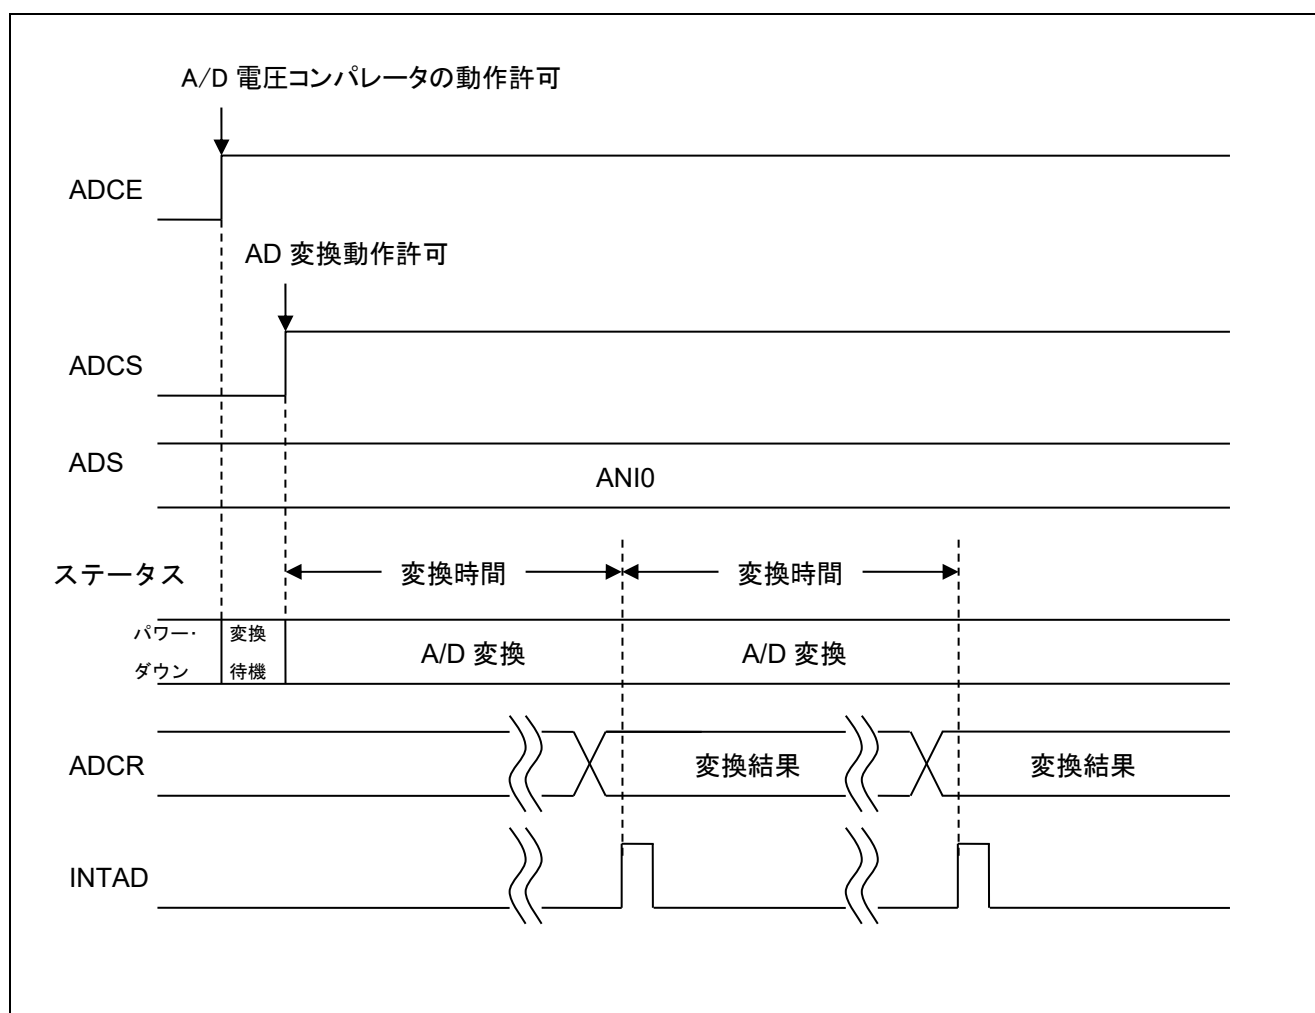 A/D 電圧コンパレータの動作許可
ADCE
AD 変換動作許可
ADCS
ADS
ANI0
ステータス
変換時間
変換時間
パワー・
ダウン
変換
待機
A/D 変換
A/D 変換
ADCR
変換結果
変換結果
INTAD